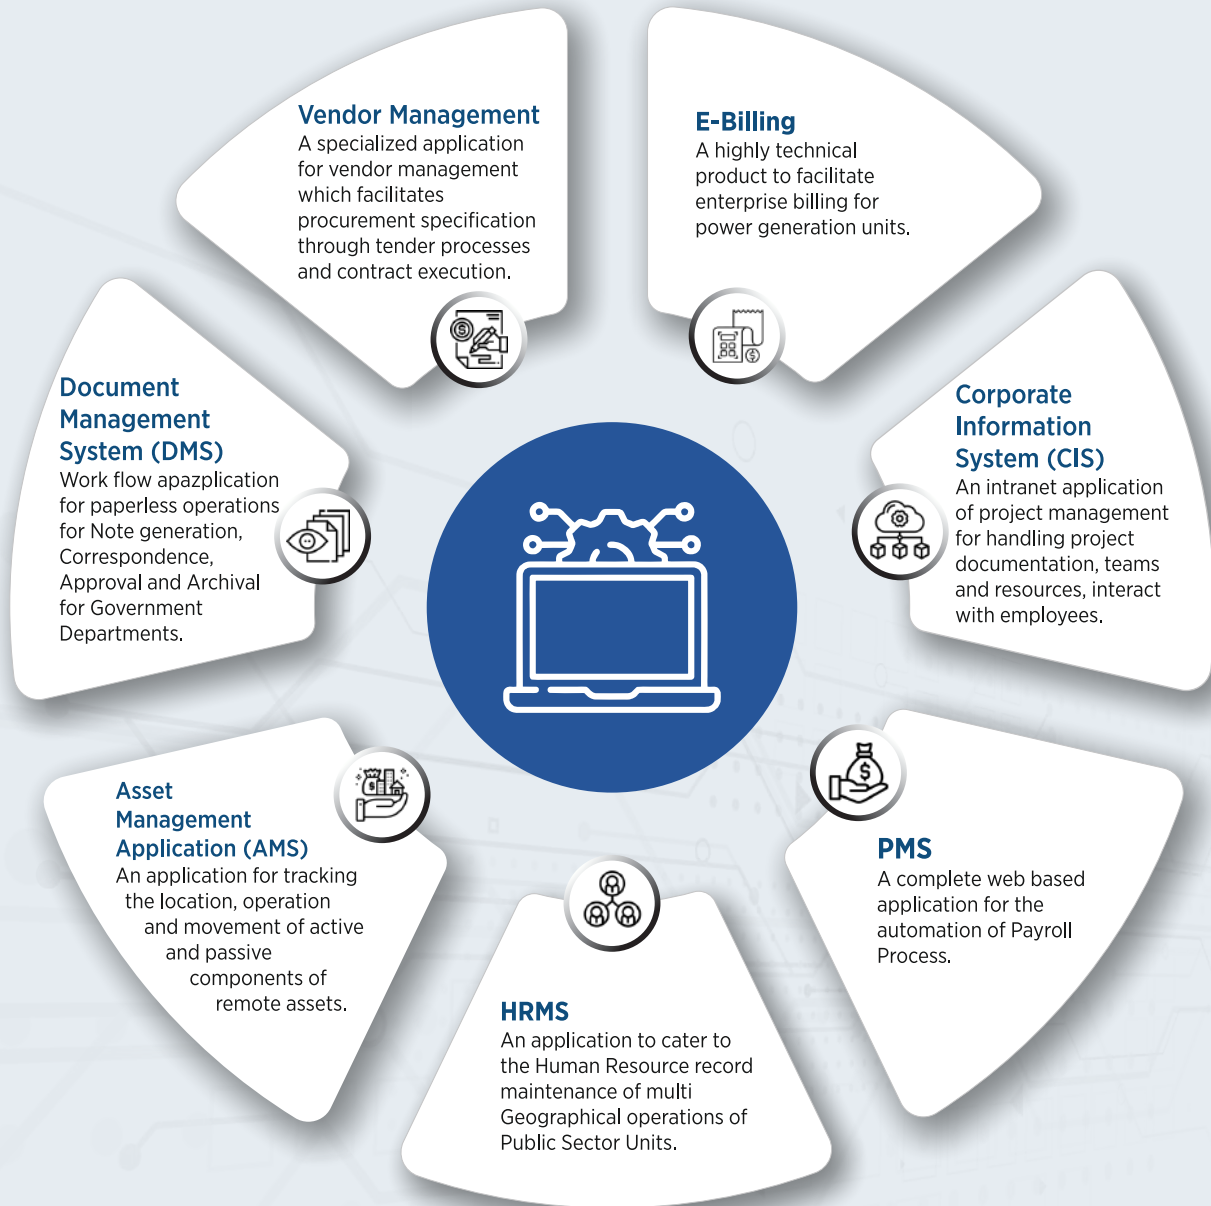 Vendor Management
A specialized application
for vendor management
which facilitates
procurement specification
through tender processes
and contract execution.
E-Billing
A highly technical
product to facilitate
enterprise billing for
power generation units.
Document
Management
System (DMS)
Work flow apazplication
for paperless operations
for Note generation,
Correspondence,
Approval and Archival
for Government
Departments.
Corporate
Information
System (CIS)
An intranet application
of project management
for handling project
documentation, teams
and resources, interact
with employees.
Asset
Management
Application (AMS)
An application for tracking
the location, operation
and movement of active
and passive
components of
remote assets.
PMS
A complete web based
application for the
automation of Payroll
Process.
HRMS
An application to cater to
the Human Resource record
maintenance of multi
Geographical operations of
Public Sector Units.